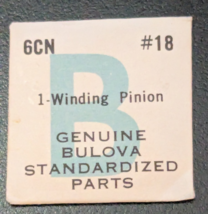 6CN #18
B
1-Winding Pinion
GENUINE
BULOVA
STANDARDIZED
PARTS